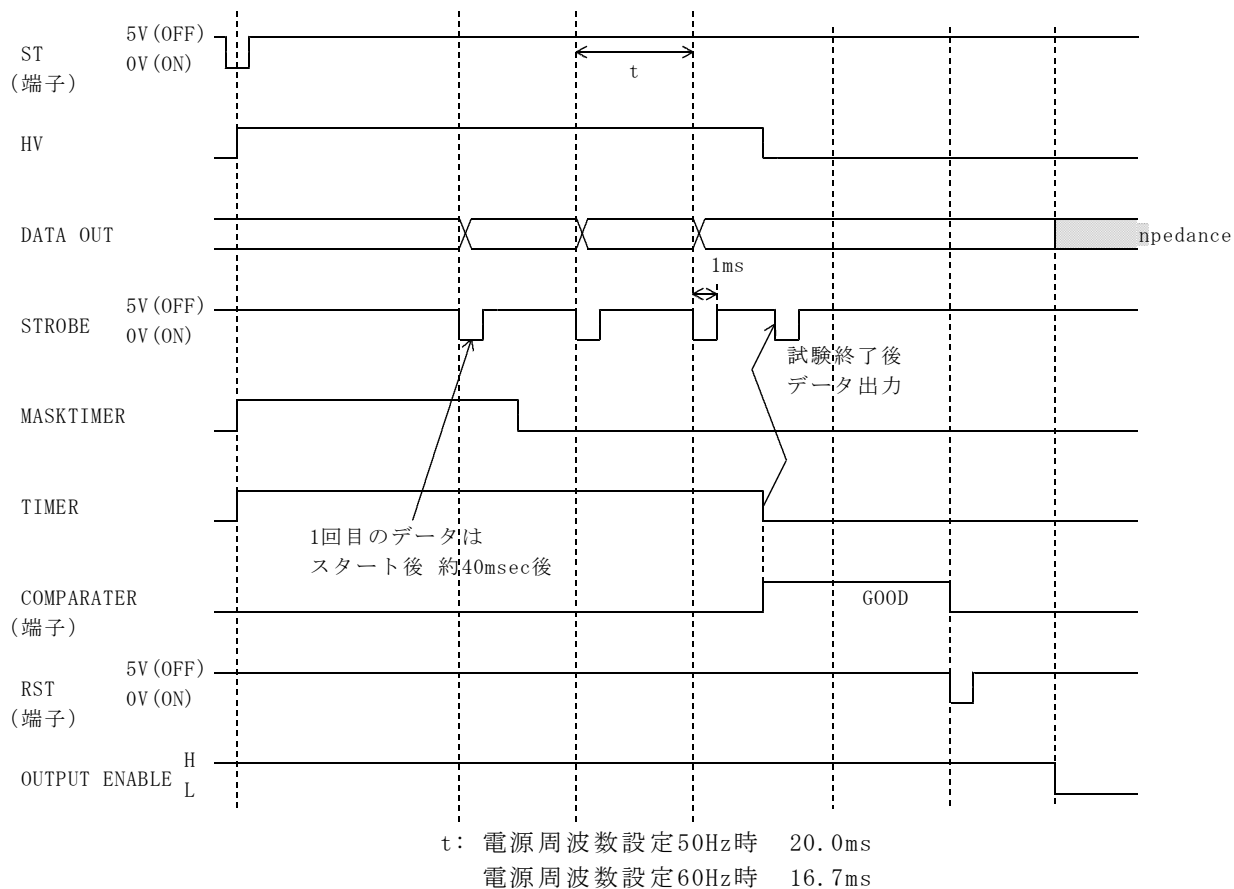 ST
(端子)
5V(OFF)
0V(ON)
t
HV
DATA OUT
npedance
1ms
STROBE
5V(OFF)
0V(ON)
試験終了後
データ出力
MASKTIMER
TIMER
1回目のデータは
スタート後 約40msec後
COMPARATER
(端子)
GOOD
RST
(端子)
5V(OFF)
0V(ON)
OUTPUT ENABLE
H
L
t: 電源周波数設定50Hz時 20.0ms
電源周波数設定60Hz時 16.7ms